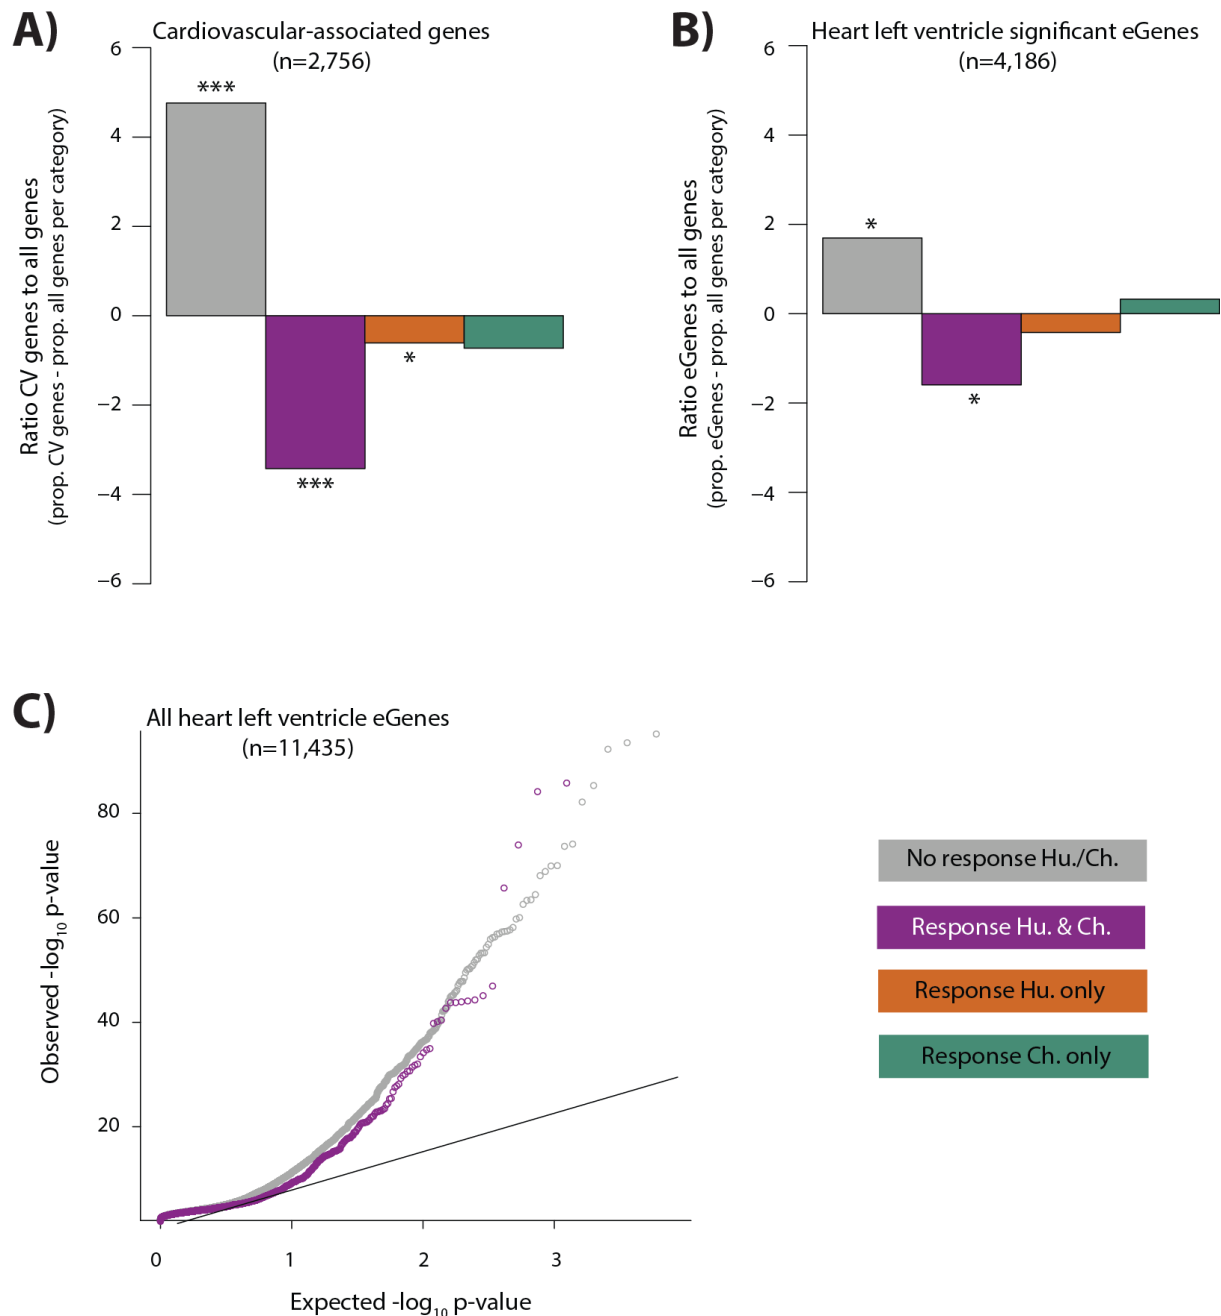 A)
Cardiovascular-associated genes
(n=2,756)
Ratio CV genes to all genes
(prop. CV genes - prop. all genes per category)
6
4
2
0
−2
−4
−6
***
***
*
B)
Heart left ventricle significant eGenes
(n=4,186)
Ratio eGenes to all genes
(prop. eGenes - prop. all genes per category)
6
4
2
0
−2
−4
−6
*
*
C)
All heart left ventricle eGenes
(n=11,435)
Observed -log10 p-value
80
60
40
20
0 1 2 3
Expected -log10 p-value
No response Hu./Ch.
Response Hu. & Ch.
Response Hu. only
Response Ch. only